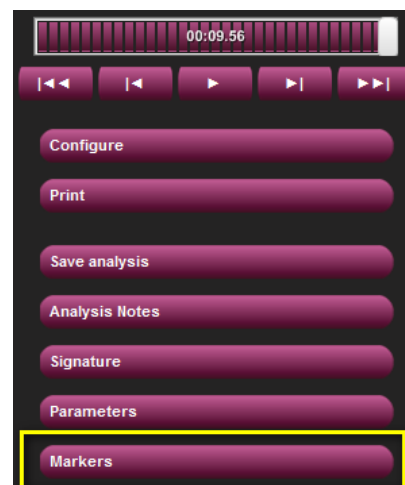 00:09.56
Configure
Print
Save analysis
Analysis Notes
Signature
Parameters
Markers